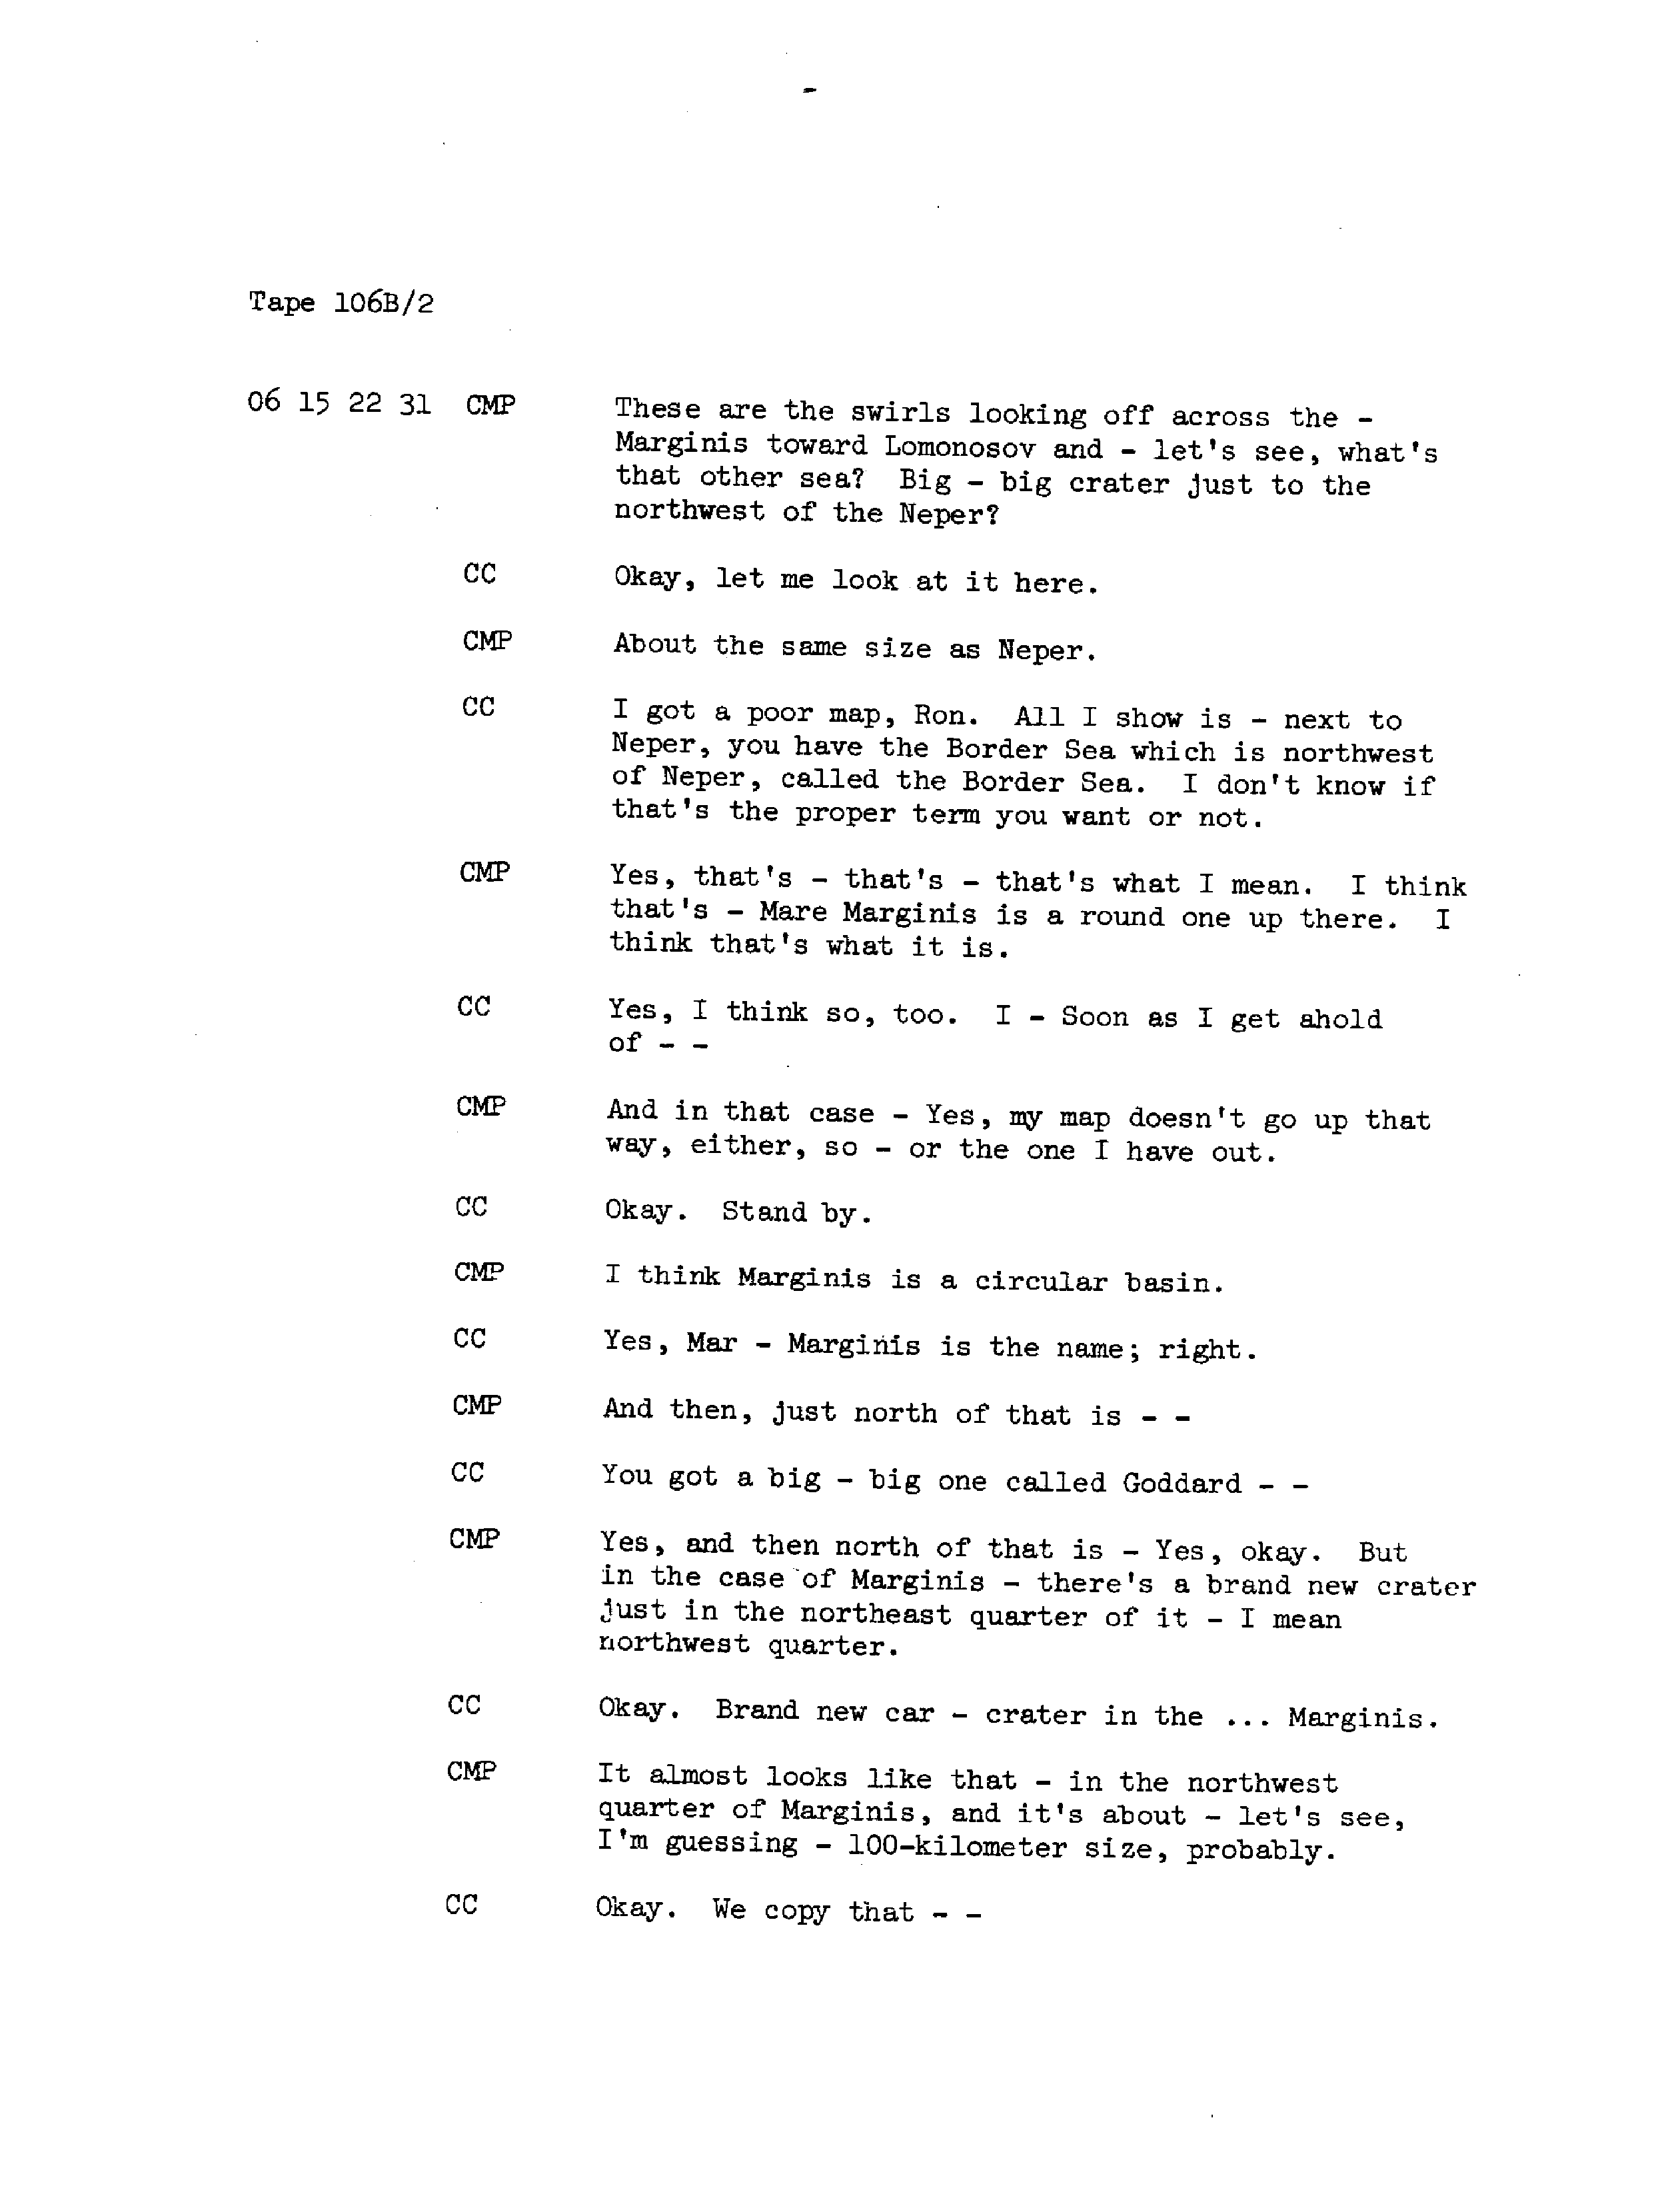 Tape 106B/2
06 15 22 31 CMP These are the swirls looking off across the -
Marginis toward Lomonosov and - let's see, what's
that other sea? Big - big crater just to the
northwest of the Neper?
CC Okay, let me look at it here.
CMP About the same size as Neper.
CC I got a poor map, Ron. All I show is - next to
Neper, you have the Border Sea which is northwest
of Neper, called the Border Sea. I don't know if
that's the proper term you want or not.
CMP Yes, that's - that's - that's what I mean. I think
that's - Mare Marginis is a round one up there. I
think that's what it is.
CC Yes, I think so, too. I - Soon as I get ahold
of - -
CMP And in that case - Yes, my map doesn't go up that
way, either, so - or the one I have out.
CC Okay. Stand by.
CMP I think Marginis is a circular basin.
CC Yes, Mar - Marginis is the name; right.
CMP And then, just north of that is - -
CC You got a big - big one called Goddard - -
CMP Yes, and then north of that is - Yes, okay. But
in the case of Marginis - there's a brand new crater
just in the northeast quarter of it - I mean
northwest quarter.
CC Okay. Brand new car - crater in the ... Marginis.
CMP It almost looks like that - in the northwest
quarter of Marginis, and it's about - let's see,
I'm guessing - 100-kilometer size, probably.
CC Okay. We copy that - -